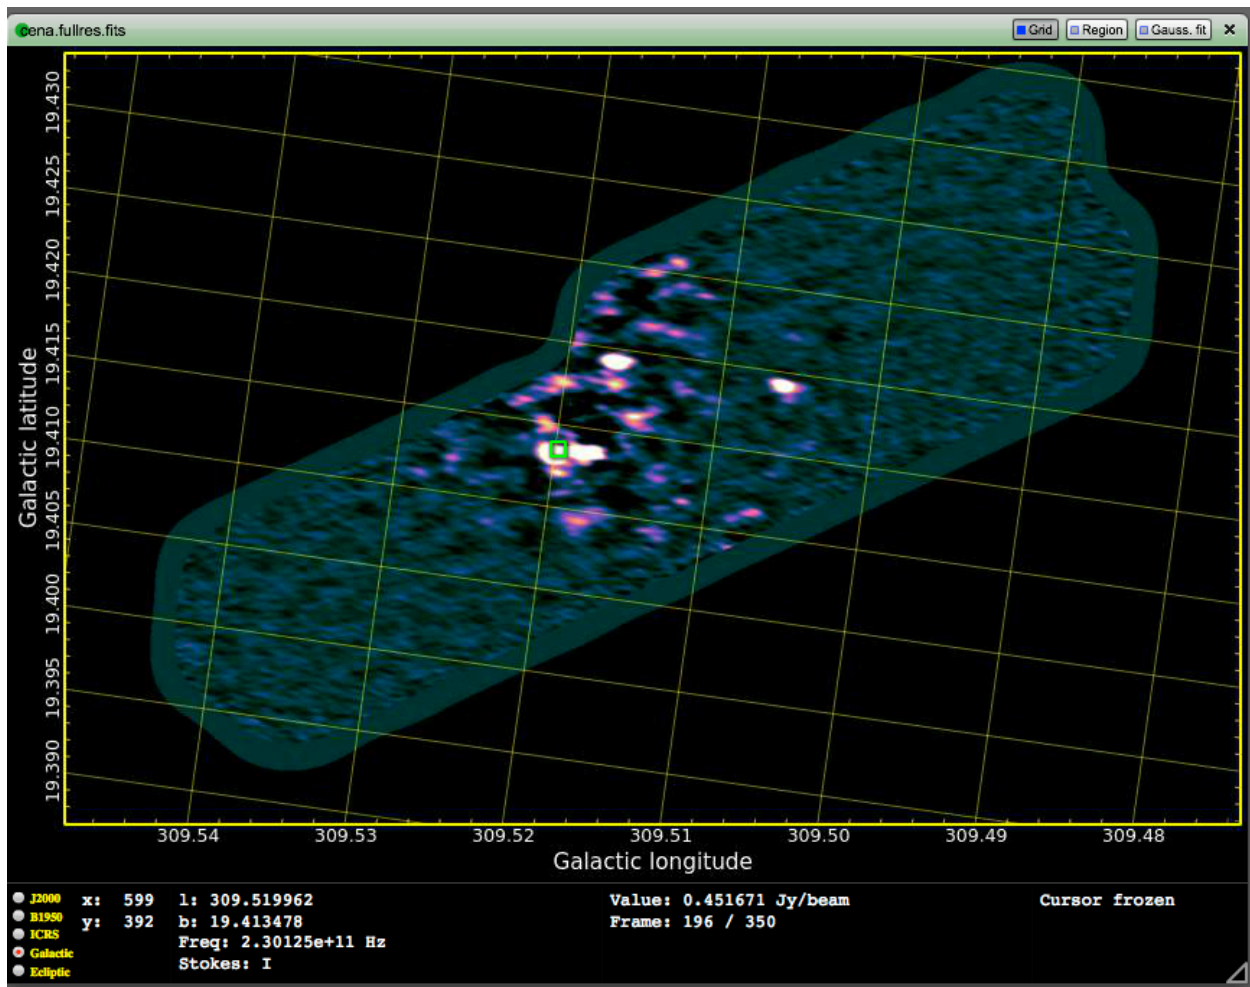 cena.fullres.fits
Grid Region Gauss. fit ×
19.430
19.425
19.420
19.415
19.410
19.405
19.400
19.395
19.390
Galactic latitude
309.54 309.53 309.52 309.51 309.50 309.49 309.48
Galactic longitude
J2000
B1950
ICRS
Galactic
Ecliptic
x: 599
y: 392
l: 309.519962
b: 19.413478
Freq: 2.30125e+11 Hz
Stokes: I
Value: 0.451671 Jy/beam
Frame: 196 / 350
Cursor frozen